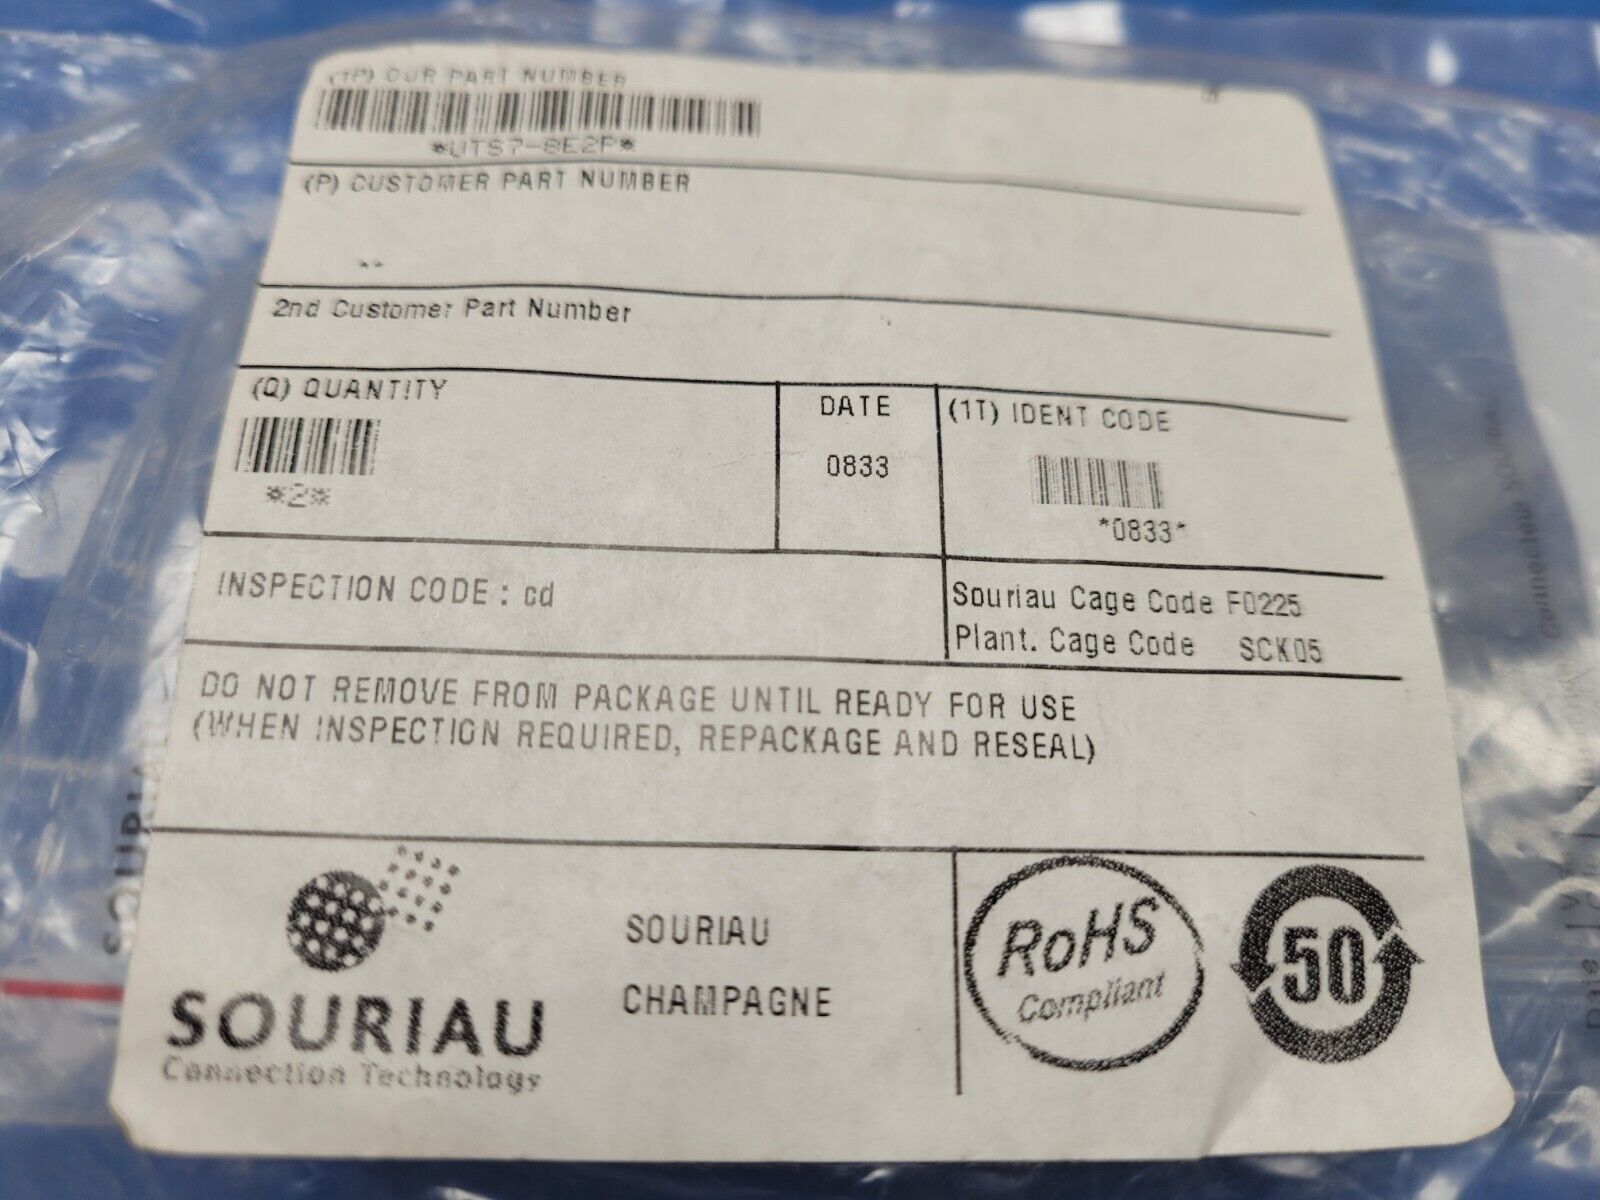 (1P) OUR PART NUMBER
*UTS7-8E2P*
(P) CUSTOMER PART NUMBER
--
2nd Customer Part Number
(Q) QUANTITY
*2*
DATE
0833
(1T) IDENT CODE
*0833*
INSPECTION CODE : cd
Souriau Cage Code F0225
Plant. Cage Code SCK05
DO NOT REMOVE FROM PACKAGE UNTIL READY FOR USE
(WHEN INSPECTION REQUIRED, REPACKAGE AND RESEAL)
SOURIAU
Connection Technology
SOURIAU
CHAMPAGNE
RoHS
Compliant
50